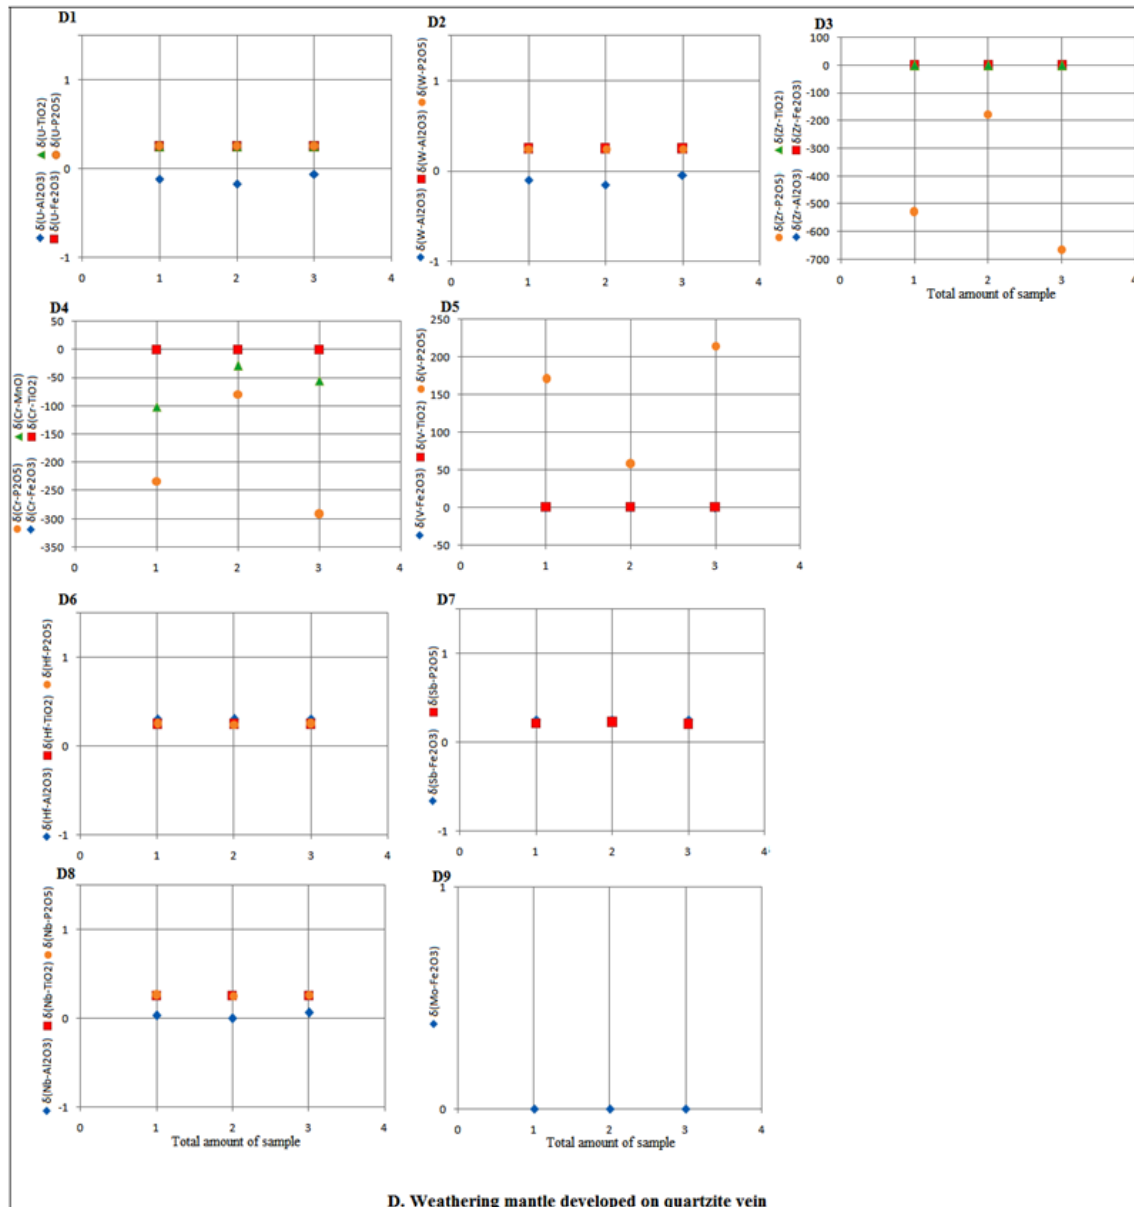 D1
δ(U-Al2O3) δ(U-TiO2)
δ(U-Fe2O3) δ(U-P2O5)
1
0
-1
0 1 2 3 4
D2
δ(W-Al2O3) δ(W-Al2O3) δ(W-P2O5)
1
0
-1
0 1 2 3 4
D3
δ(Zr-P2O5) δ(Zr-TiO2)
δ(Zr-Al2O3) δ(Zr-Fe2O3)
100
0
-100
-200
-300
-400
-500
-600
-700
0 1 2 3 4
Total amount of sample
D4
δ(Cr-P2O5) δ(Cr-MnO)
δ(Cr-Fe2O3) δ(Cr-TiO2)
50
0
-50
-100
-150
-200
-250
-300
-350
0 1 2 3 4
D5
δ(V-Fe2O3) δ(V-TiO2) δ(V-P2O5)
250
200
150
100
50
0
-50
0 1 2 3 4
D6
δ(Hf-Al2O3) δ(Hf-TiO2) δ(Hf-P2O5)
1
0
-1
0 1 2 3 4
D7
δ(Sb-Fe2O3) δ(Sb-P2O5)
1
0
-1
0 1 2 3 4
D8
δ(Nb-Al2O3) δ(Nb-TiO2) δ(Nb-P2O5)
1
0
-1
0 1 2 3 4
Total amount of sample
D9
δ(Mo-Fe2O3)
1
0
0 1 2 3 4
D. Weathering mantle developed on quartzite vein